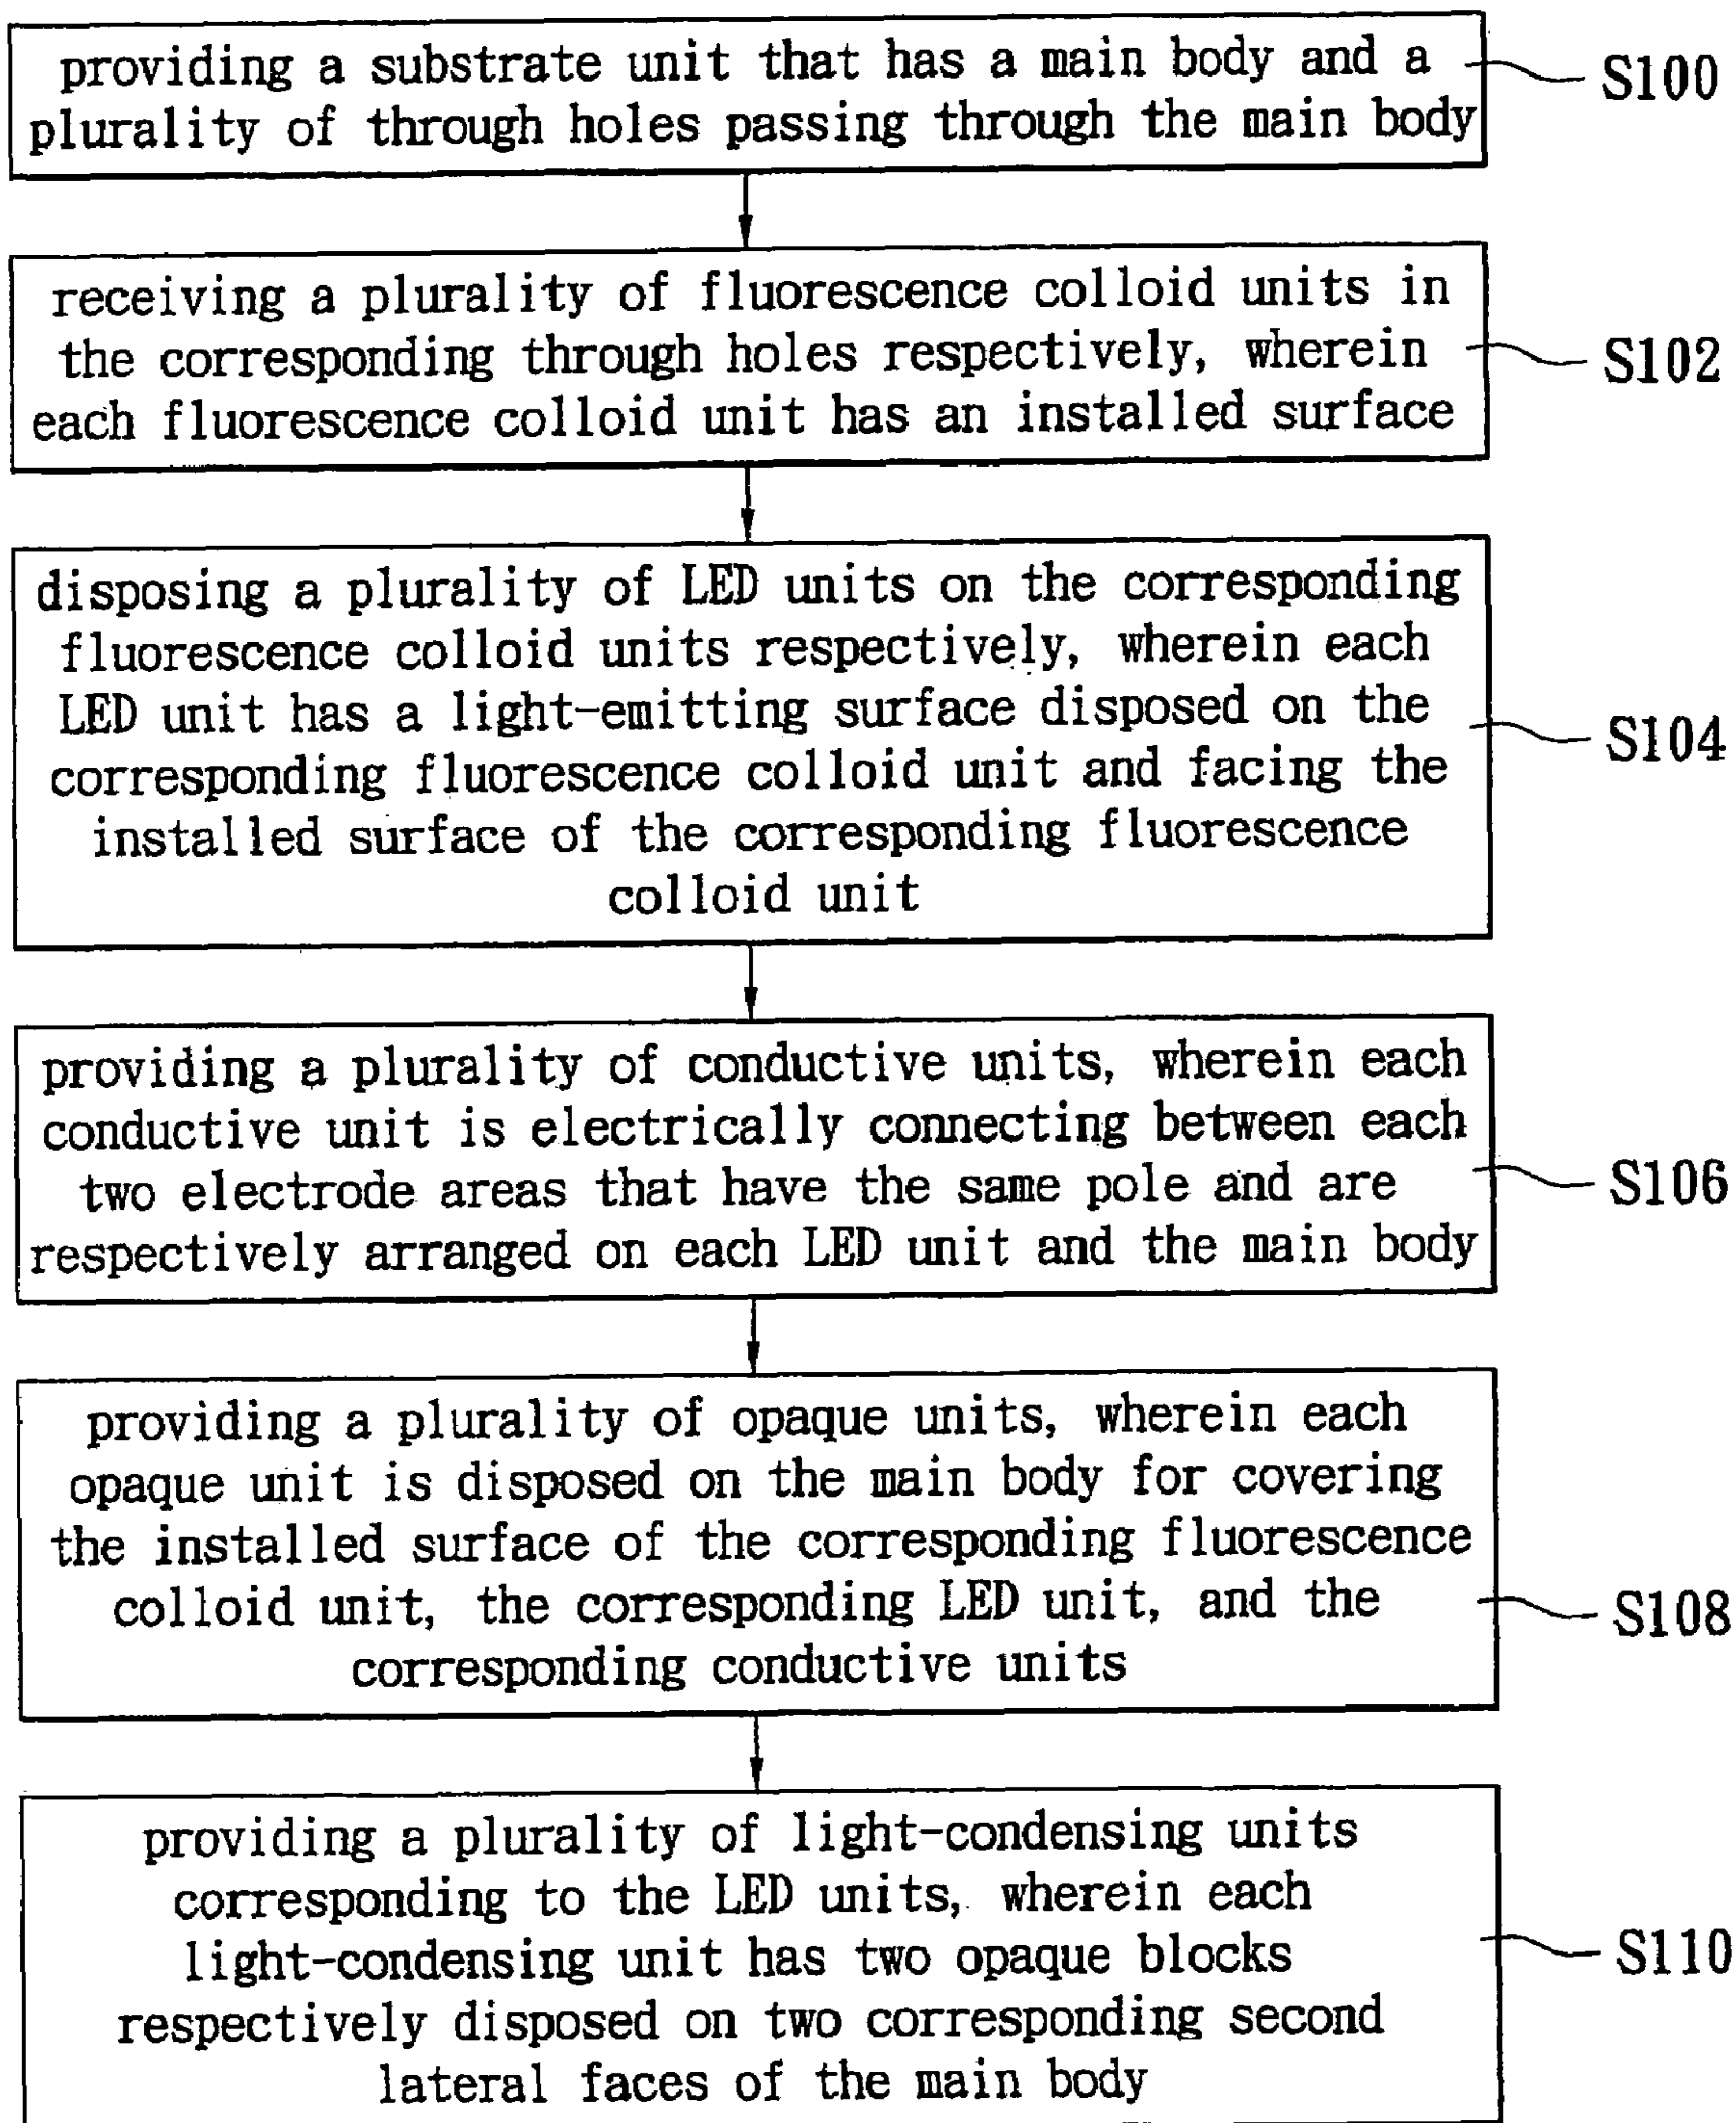 providing a substrate unit that has a main body and a
plurality of through holes passing through the main body
S100
receiving a plurality of fluorescence colloid units in
the corresponding through holes respectively, wherein
each fluorescence colloid unit has an installed surface
S102
disposing a plurality of LED units on the corresponding
fluorescence colloid units respectively, wherein each
LED unit has a light-emitting surface disposed on the
corresponding fluorescence colloid unit and facing the
installed surface of the corresponding fluorescence
colloid unit
S104
providing a plurality of conductive units, wherein each
conductive unit is electrically connecting between each
two electrode areas that have the same pole and are
respectively arranged on each LED unit and the main body
S106
providing a plurality of opaque units, wherein each
opaque unit is disposed on the main body for covering
the installed surface of the corresponding fluorescence
colloid unit, the corresponding LED unit, and the
corresponding conductive units
S108
providing a plurality of light-condensing units
corresponding to the LED units, wherein each
light-condensing unit has two opaque blocks
respectively disposed on two corresponding second
lateral faces of the main body
S110